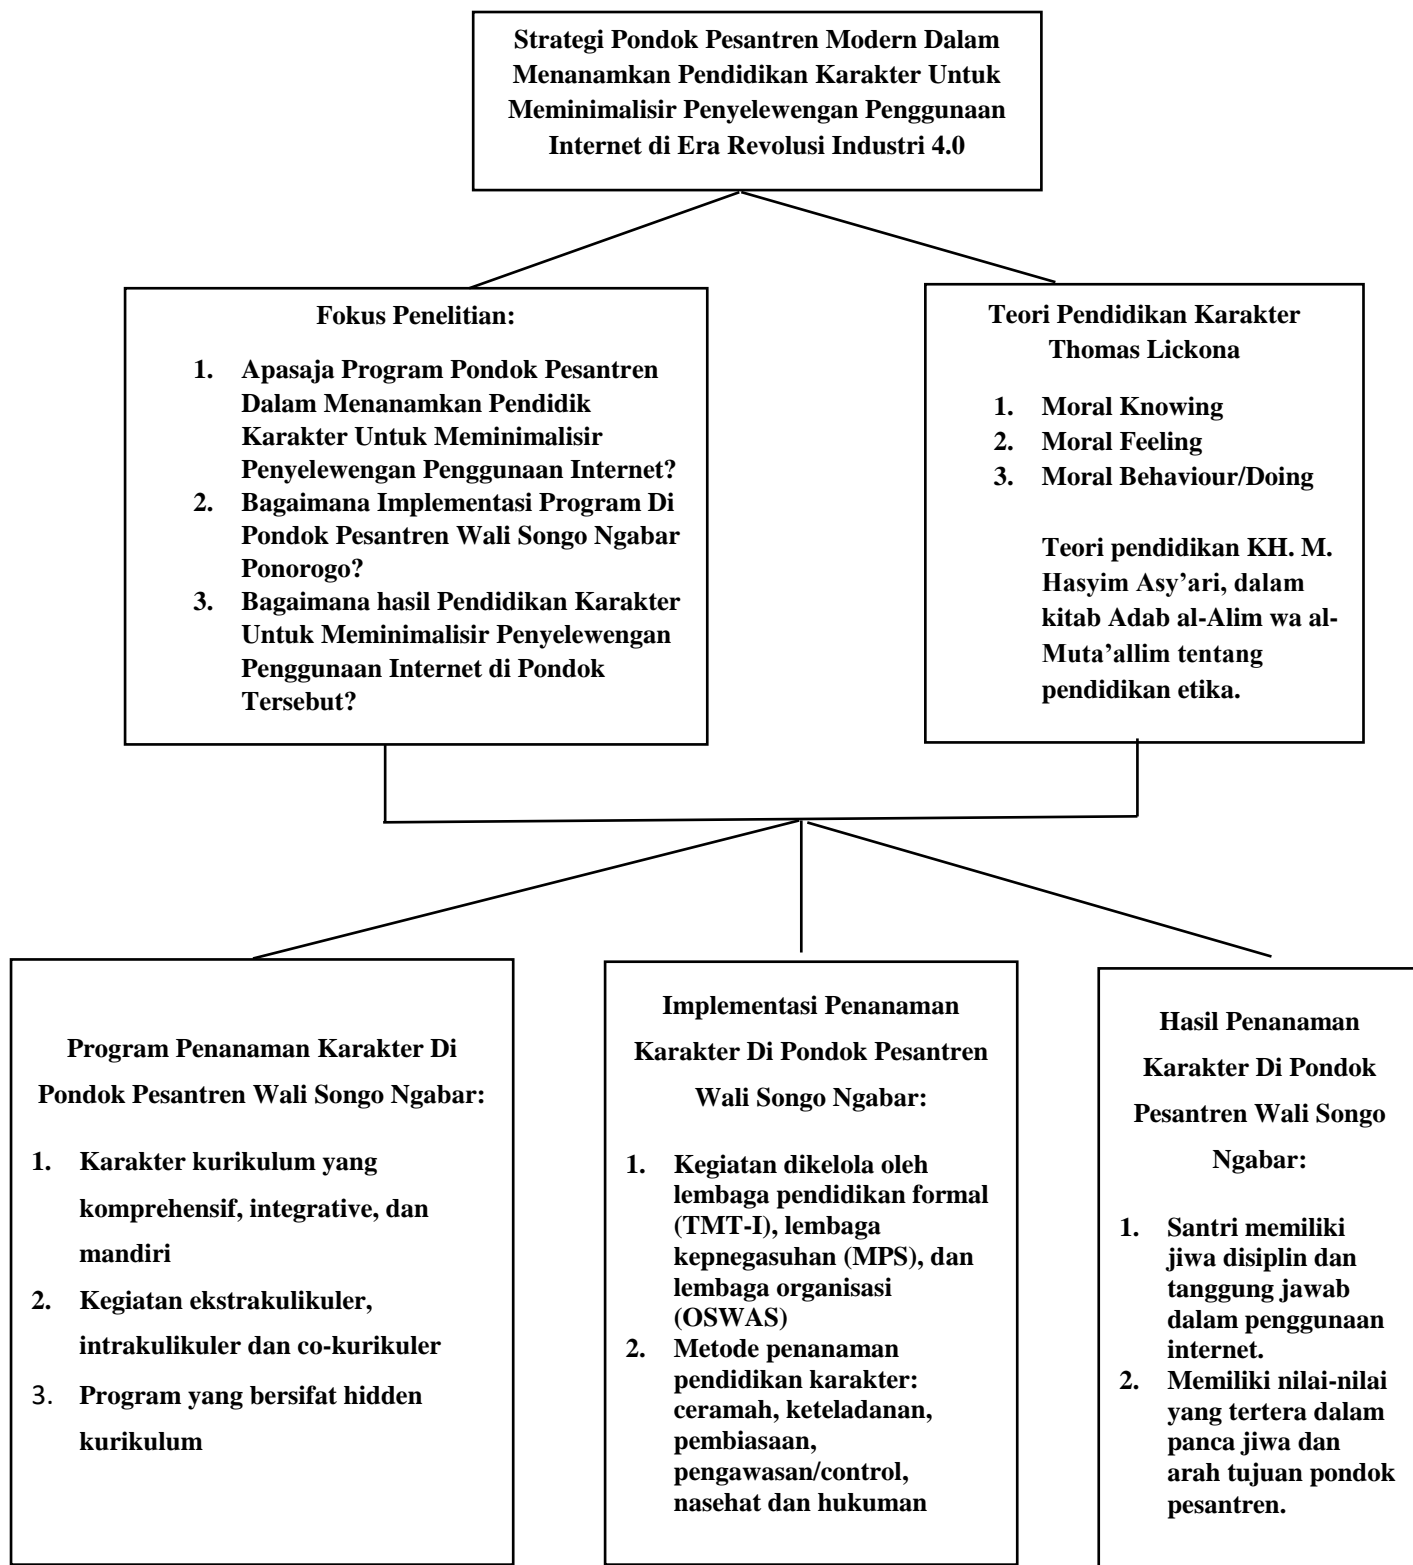 Strategi Pondok Pesantren Modern Dalam
Menanamkan Pendidikan Karakter Untuk
Meminimalisir Penyelewengan Penggunaan
Internet di Era Revolusi Industri 4.0
Fokus Penelitian:
1. Apasaja Program Pondok Pesantren
Dalam Menanamkan Pendidik
Karakter Untuk Meminimalisir
Penyelewengan Penggunaan Internet?
2. Bagaimana Implementasi Program Di
Pondok Pesantren Wali Songo Ngabar
Ponorogo?
3. Bagaimana hasil Pendidikan Karakter
Untuk Meminimalisir Penyelewengan
Penggunaan Internet di Pondok
Tersebut?
Teori Pendidikan Karakter
Thomas Lickona
1. Moral Knowing
2. Moral Feeling
3. Moral Behaviour/Doing
Teori pendidikan KH. M.
Hasyim Asy’ari, dalam
kitab Adab al-Alim wa al-
Muta’allim tentang
pendidikan etika.
Program Penanaman Karakter Di
Pondok Pesantren Wali Songo Ngabar:
1. Karakter kurikulum yang
komprehensif, integrative, dan
mandiri
2. Kegiatan ekstrakulikuler,
intrakulikuler dan co-kurikuler
3. Program yang bersifat hidden
kurikulum
Implementasi Penanaman
Karakter Di Pondok Pesantren
Wali Songo Ngabar:
1. Kegiatan dikelola oleh
lembaga pendidikan formal
(TMT-I), lembaga
kepnegasuhan (MPS), dan
lembaga organisasi
(OSWAS)
2. Metode penanaman
pendidikan karakter:
ceramah, keteladanan,
pembiasaan,
pengawasan/control,
nasehat dan hukuman
Hasil Penanaman
Karakter Di Pondok
Pesantren Wali Songo
Ngabar:
1. Santri memiliki
jiwa disiplin dan
tanggung jawab
dalam penggunaan
internet.
2. Memiliki nilai-nilai
yang tertera dalam
panca jiwa dan
arah tujuan pondok
pesantren.